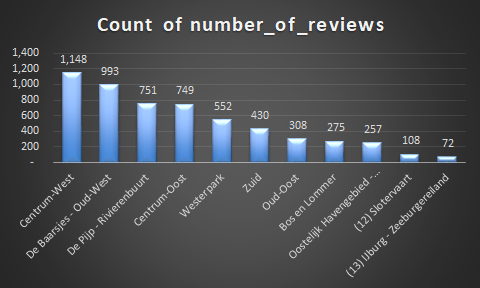 Count of number_of_reviews
1,400
1,200
1,000
800
600
400
200
-
1,148
993
751
749
552
430
308
275
257
108
72
Centrum-West
De Baarsjes - Oud-West
De Pijp - Rivierenbuurt
Centrum-Oost
Westerpark
Zuid
Oud-Oost
Bos en Lommer
Oostelijk Havengebied -...
(12) Slotervaart
(13) IJburg - Zeeburgereiland